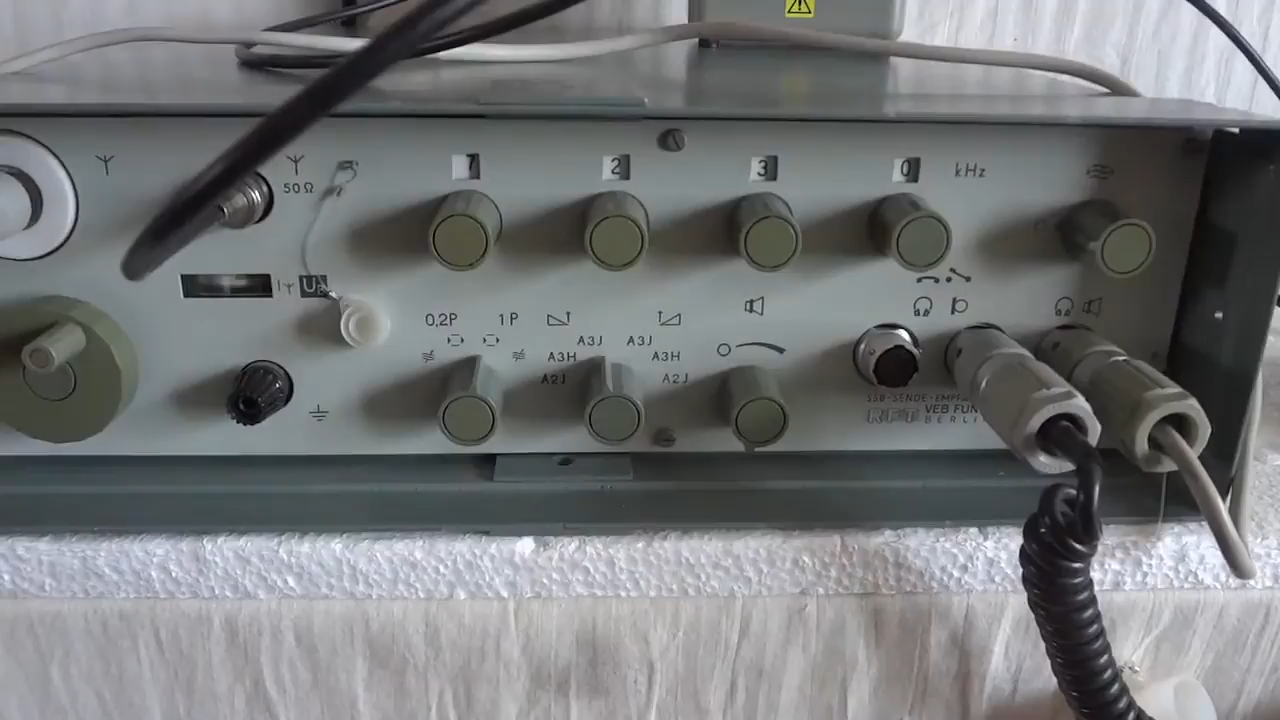 50Ω
7 2 3 0 kHz
I U
0,2P 1P
A3J A3J
A3H A3H
A2J A2J
SSB-SENDE-EMPF
RFT VEB FUN
BERLI